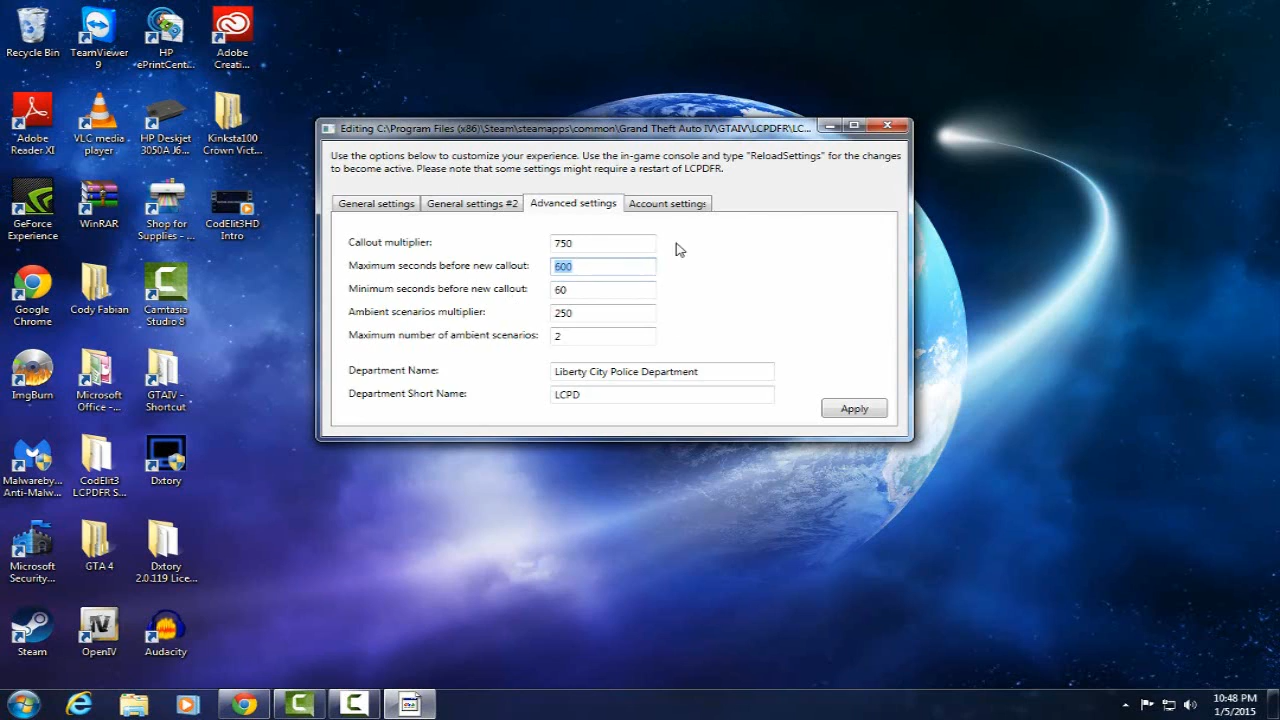 Recycle Bin
TeamViewer 9
HP ePrintCent...
Adobe Creati...
Adobe Reader XI
VLC media player
HP Deskjet 3050A J6...
Kinksta100 Crown Vict...
GeForce Experience
WinRAR
Shop for Supplies - ...
CodElit3HD Intro
Google Chrome
Cody Fabian
Camtasia Studio 8
ImgBurn
Microsoft Office -...
GTAIV - Shortcut
Malwareby... Anti-Malw...
CodElit3 LCPDFR S...
Dxtory
Microsoft Security...
GTA 4
Dxtory 2.0.119 Lice...
Steam
OpenIV
Audacity
Editing C:\Program Files (x86)\Steam\steamapps\common\Grand Theft Auto IV\GTAIV\LCPDFR\LC...
Use the options below to customize your experience. Use the in-game console and type "ReloadSettings" for the changes
to become active. Please note that some settings might require a restart of LCPDFR.
General settings General settings #2 Advanced settings Account settings
Callout multiplier: 750
Maximum seconds before new callout: 600
Minimum seconds before new callout: 60
Ambient scenarios multiplier: 250
Maximum number of ambient scenarios: 2
Department Name: Liberty City Police Department
Department Short Name: LCPD
Apply
10:48 PM
1/5/2015